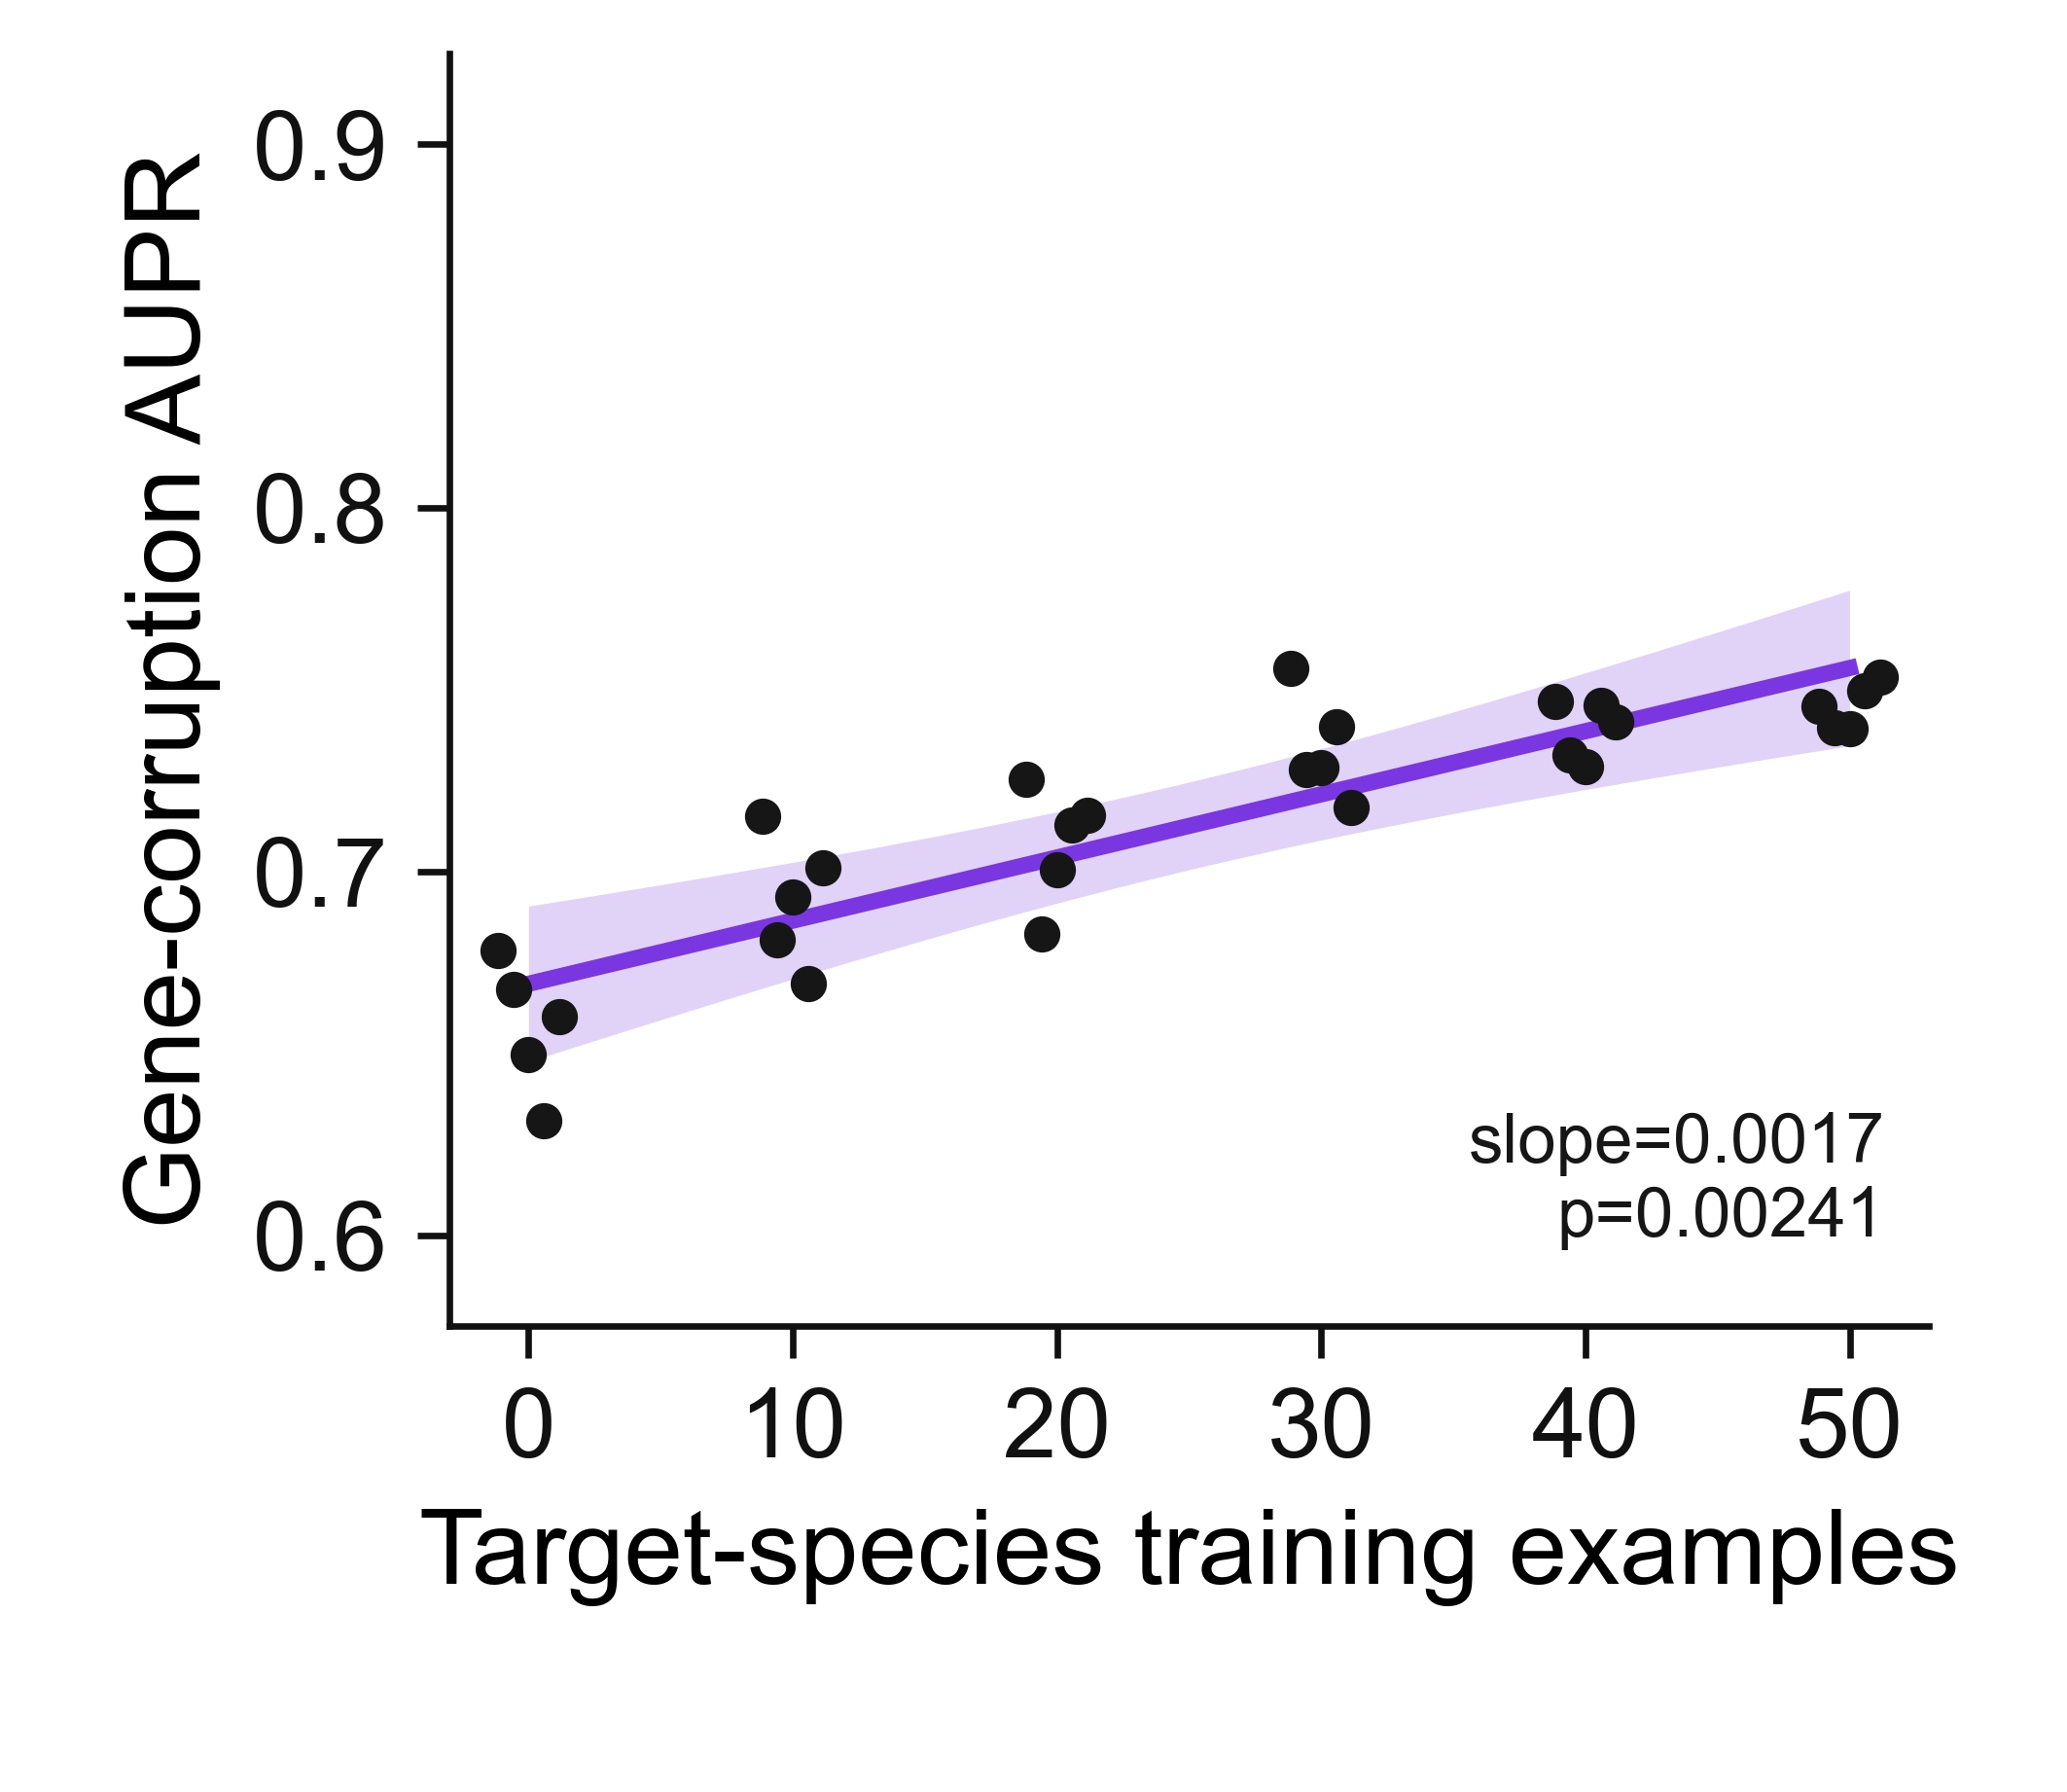 Gene-corruption AUPR
0.9
0.8
0.7
0.6
slope=0.0017
p=0.00241
0 10 20 30 40 50
Target-species training examples